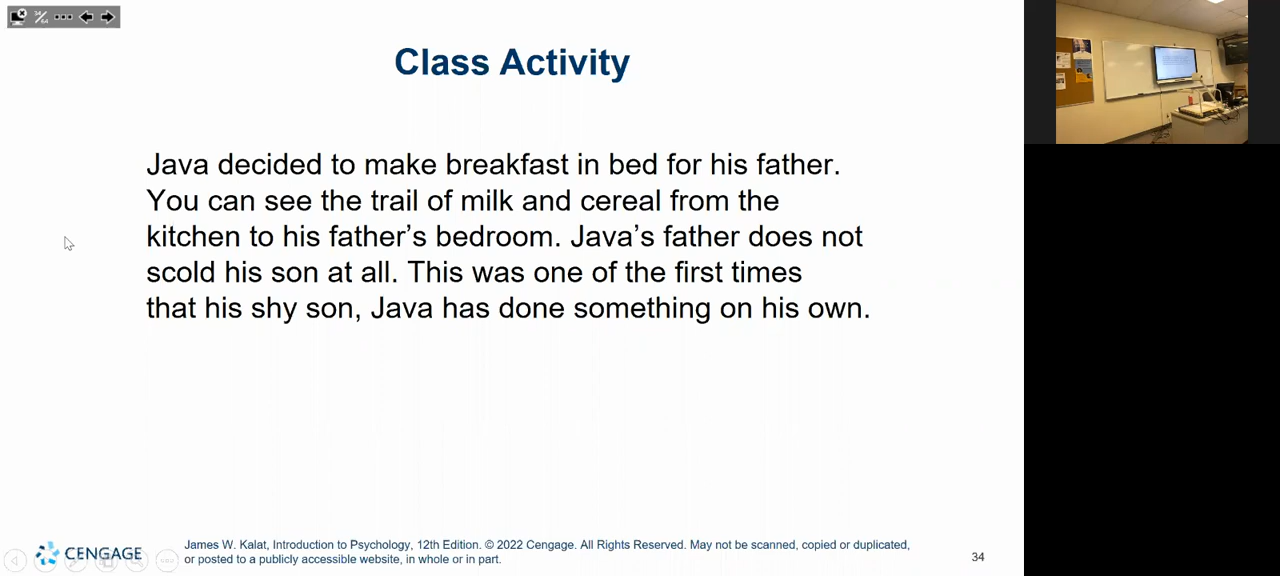 34/64
Class Activity
Java decided to make breakfast in bed for his father.
You can see the trail of milk and cereal from the
kitchen to his father’s bedroom. Java’s father does not
scold his son at all. This was one of the first times
that his shy son, Java has done something on his own.
CENGAGE
James W. Kalat, Introduction to Psychology, 12th Edition. © 2022 Cengage. All Rights Reserved. May not be scanned, copied or duplicated,
or posted to a publicly accessible website, in whole or in part.
34